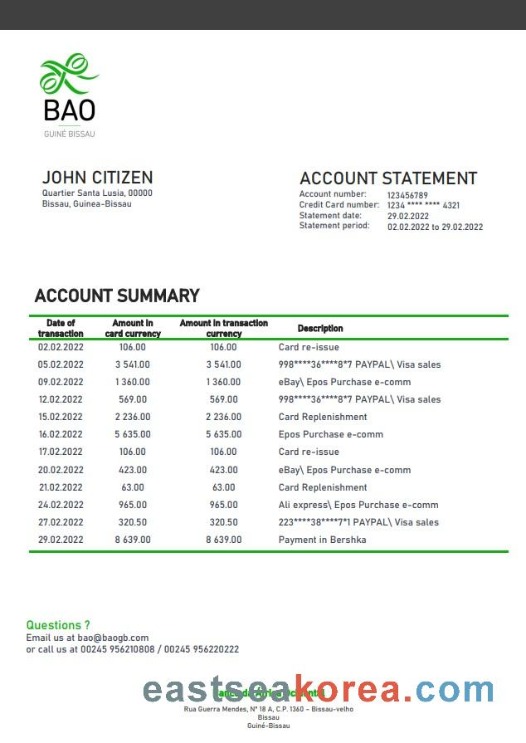 BAO
GUINÉ BISSAU
JOHN CITIZEN
Quartier Santa Lusia, 00000
Bissau, Guinea-Bissau
ACCOUNT STATEMENT
Account number: 123456789
Credit Card number: 1234 **** **** 4321
Statement date: 29.02.2022
Statement period: 02.02.2022 to 29.02.2022
ACCOUNT SUMMARY
Date of transaction Amount in card currency Amount in transaction currency Description
02.02.2022 106.00 106.00 Card re-issue
05.02.2022 3 541.00 3 541.00 998****36****8*7 PAYPAL\ Visa sales
09.02.2022 1 360.00 1 360.00 eBay\ Epos Purchase e-comm
12.02.2022 569.00 569.00 998****36****8*7 PAYPAL\ Visa sales
15.02.2022 2 236.00 2 236.00 Card Replenishment
16.02.2022 5 635.00 5 635.00 Epos Purchase e-comm
17.02.2022 106.00 106.00 Card re-issue
20.02.2022 423.00 423.00 eBay\ Epos Purchase e-comm
21.02.2022 63.00 63.00 Card Replenishment
24.02.2022 965.00 965.00 Ali express\ Epos Purchase e-comm
27.02.2022 320.50 320.50 223****38****7*1 PAYPAL\ Visa sales
29.02.2022 8 639.00 8 639.00 Payment in Bershka
Questions ?
Email us at bao@baogb.com
or call us at 00245 956210808 / 00245 956220222
eastseakorea.com
Rua Guerra Mendes, N° 18 A, C.P. 1360 – Bissau-velho
Bissau
Guiné-Bissau